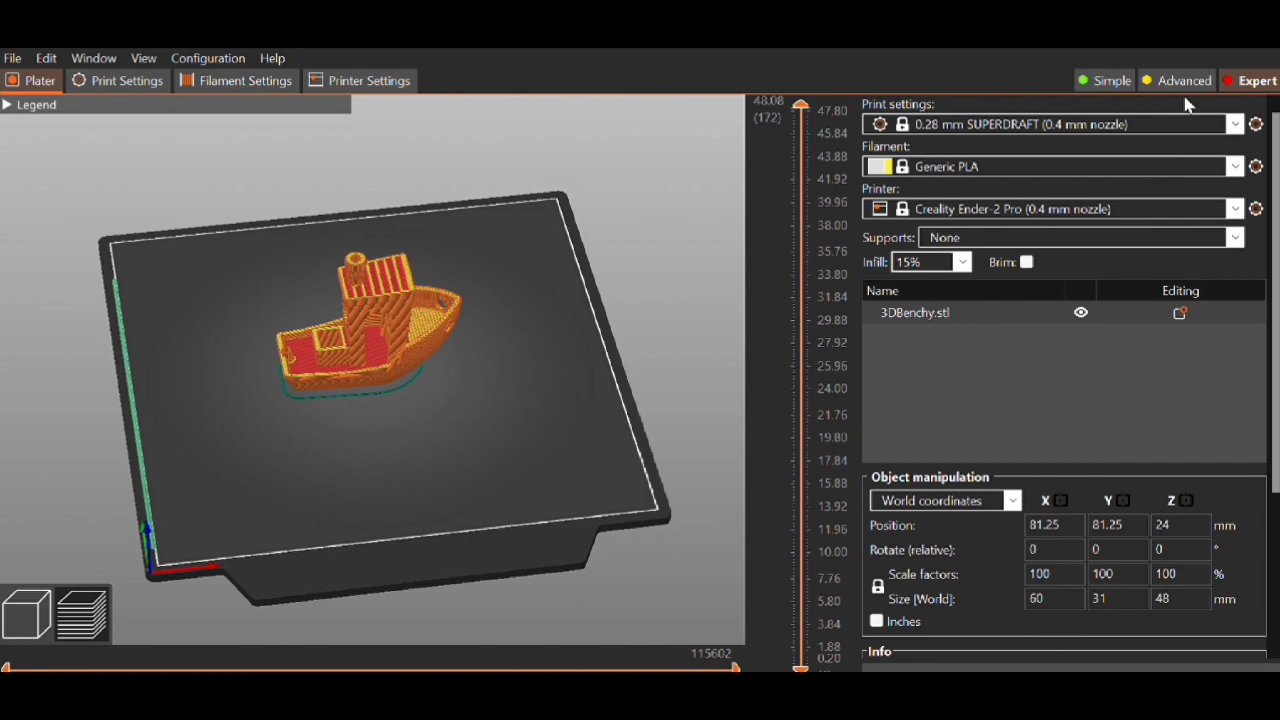 File Edit Window View Configuration Help
Plater Print Settings Filament Settings Printer Settings Simple Advanced Expert
Legend
48.08
(172)
47.80
45.84
43.88
41.92
39.96
38.00
35.76
33.80
31.84
29.88
27.92
25.96
24.00
21.76
19.80
17.84
15.88
13.92
11.96
10.00
7.76
5.80
3.84
1.88
0.20
115602
Print settings:
0.28 mm SUPERDRAFT (0.4 mm nozzle)
Filament:
Generic PLA
Printer:
Creality Ender-2 Pro (0.4 mm nozzle)
Supports: None
Infill: 15% Brim:
Name Editing
3DBenchy.stl
Object manipulation
World coordinates X Y Z
Position: 81.25 81.25 24 mm
Rotate (relative): 0 0 0 °
Scale factors: 100 100 100 %
Size [World]: 60 31 48 mm
Inches
Info